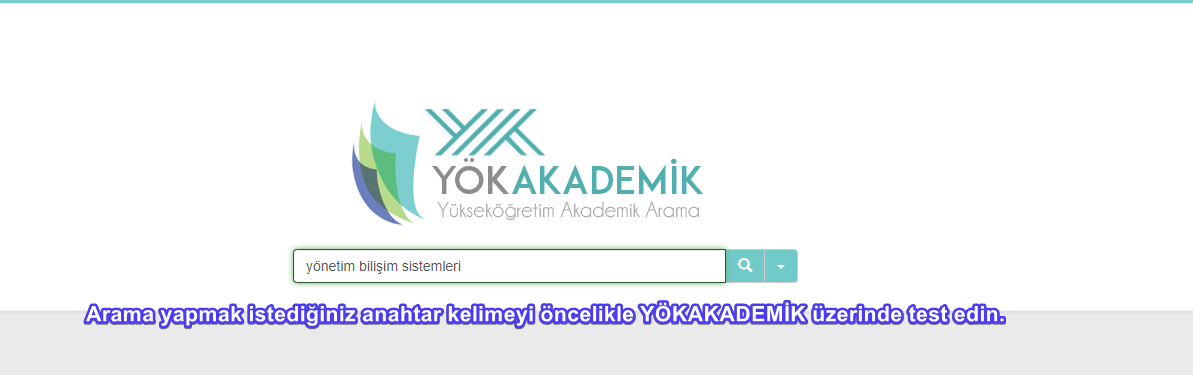 YÖKAKADEMİK
Yükseköğretim Akademik Arama
yönetim bilişim sistemleri
Arama yapmak istediğiniz anahtar kelimeyi öncelikle YÖKAKADEMİK üzerinde test edin.